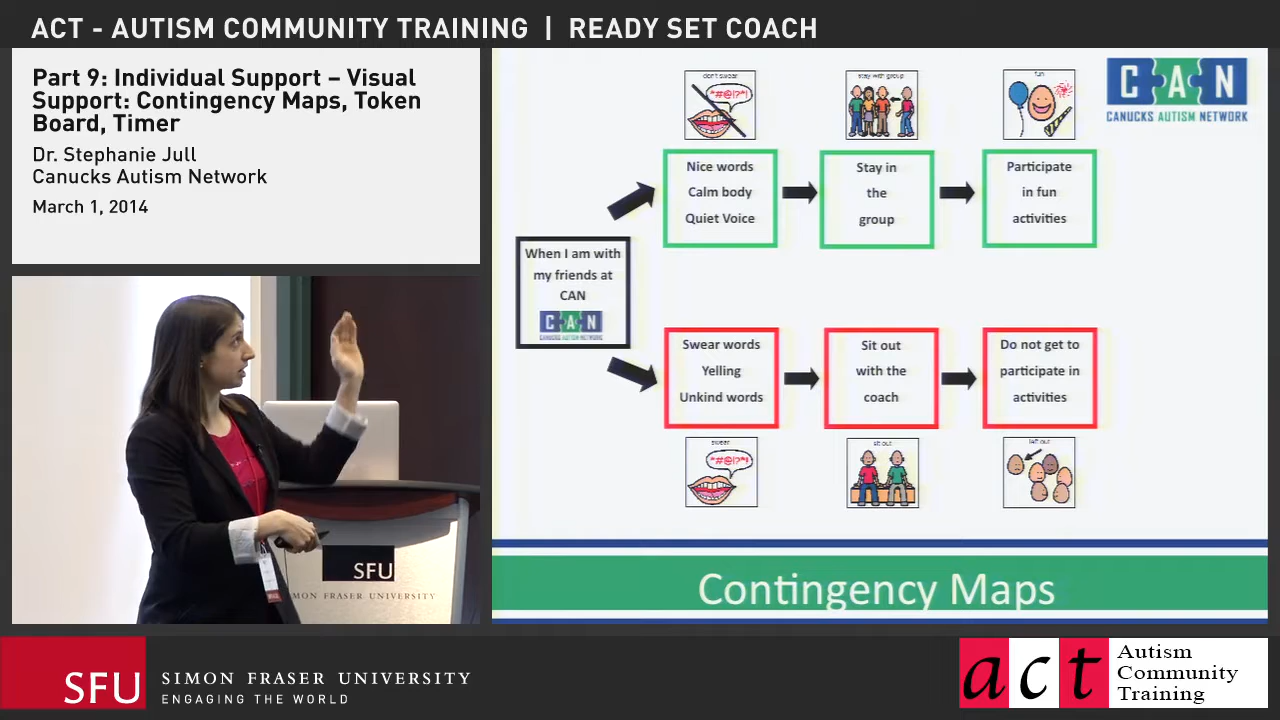 ACT - AUTISM COMMUNITY TRAINING | READY SET COACH
Part 9: Individual Support – Visual
Support: Contingency Maps, Token
Board, Timer
Dr. Stephanie Jull
Canucks Autism Network
March 1, 2014
don't swear
*#@!?*!
stay with group
fun
CAN
CANUCKS AUTISM NETWORK
Nice words
Calm body
Quiet Voice
Stay in
the
group
Participate
in fun
activities
When I am with
my friends at
CAN
CAN
CANUCKS AUTISM NETWORK
Swear words
Yelling
Unkind words
Sit out
with the
coach
Do not get to
participate in
activities
swear
*#@!?*!
sit out
left out
Contingency Maps
SFU
SIMON FRASER UNIVERSITY
SFU
SIMON FRASER UNIVERSITY
ENGAGING THE WORLD
act
Autism
Community
Training